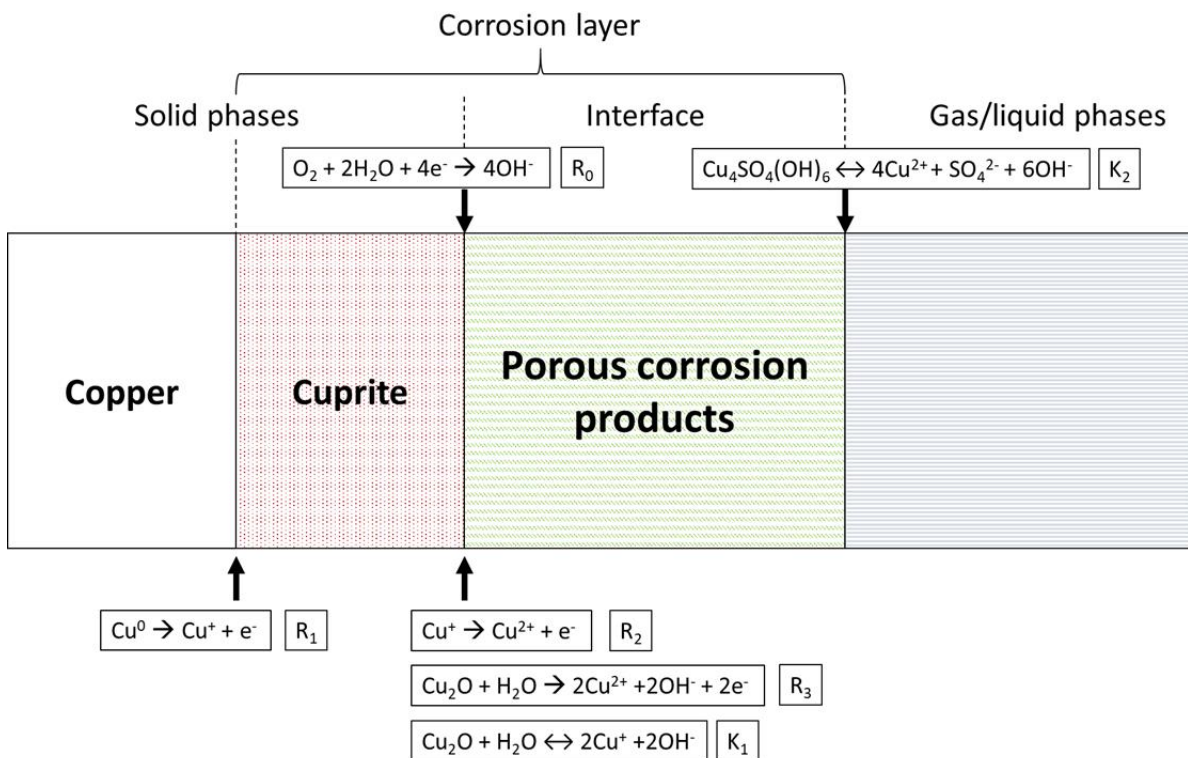 Corrosion layer
Solid phases
Interface
Gas/liquid phases
O₂ + 2H₂O + 4e⁻ → 4OH⁻
R₀
Cu₄SO₄(OH)₆ ↔ 4Cu²⁺ + SO₄²⁻ + 6OH⁻
K₂
Copper
Cuprite
Porous corrosion
products
Cu⁰ → Cu⁺ + e⁻
R₁
Cu⁺ → Cu²⁺ + e⁻
R₂
Cu₂O + H₂O → 2Cu²⁺ +2OH⁻ + 2e⁻
R₃
Cu₂O + H₂O ↔ 2Cu⁺ +2OH⁻
K₁